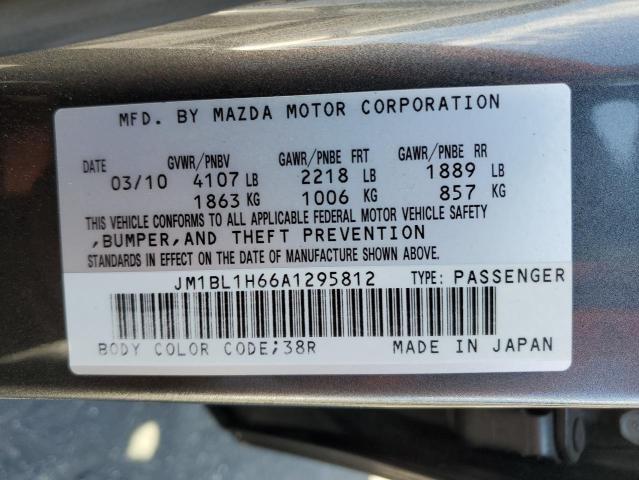 MFD. BY MAZDA MOTOR CORPORATION
DATE GVWR/PNBV GAWR/PNBE FRT GAWR/PNBE RR
03/10 4107 LB 2218 LB 1889 LB
1863 KG 1006 KG 857 KG
THIS VEHICLE CONFORMS TO ALL APPLICABLE FEDERAL MOTOR VEHICLE SAFETY
,BUMPER,AND THEFT PREVENTION
STANDARDS IN EFFECT ON THE DATE OF MANUFACTURE SHOWN ABOVE.
JM1BL1H66A1295812 TYPE: PASSENGER
BODY COLOR CODE;38R MADE IN JAPAN